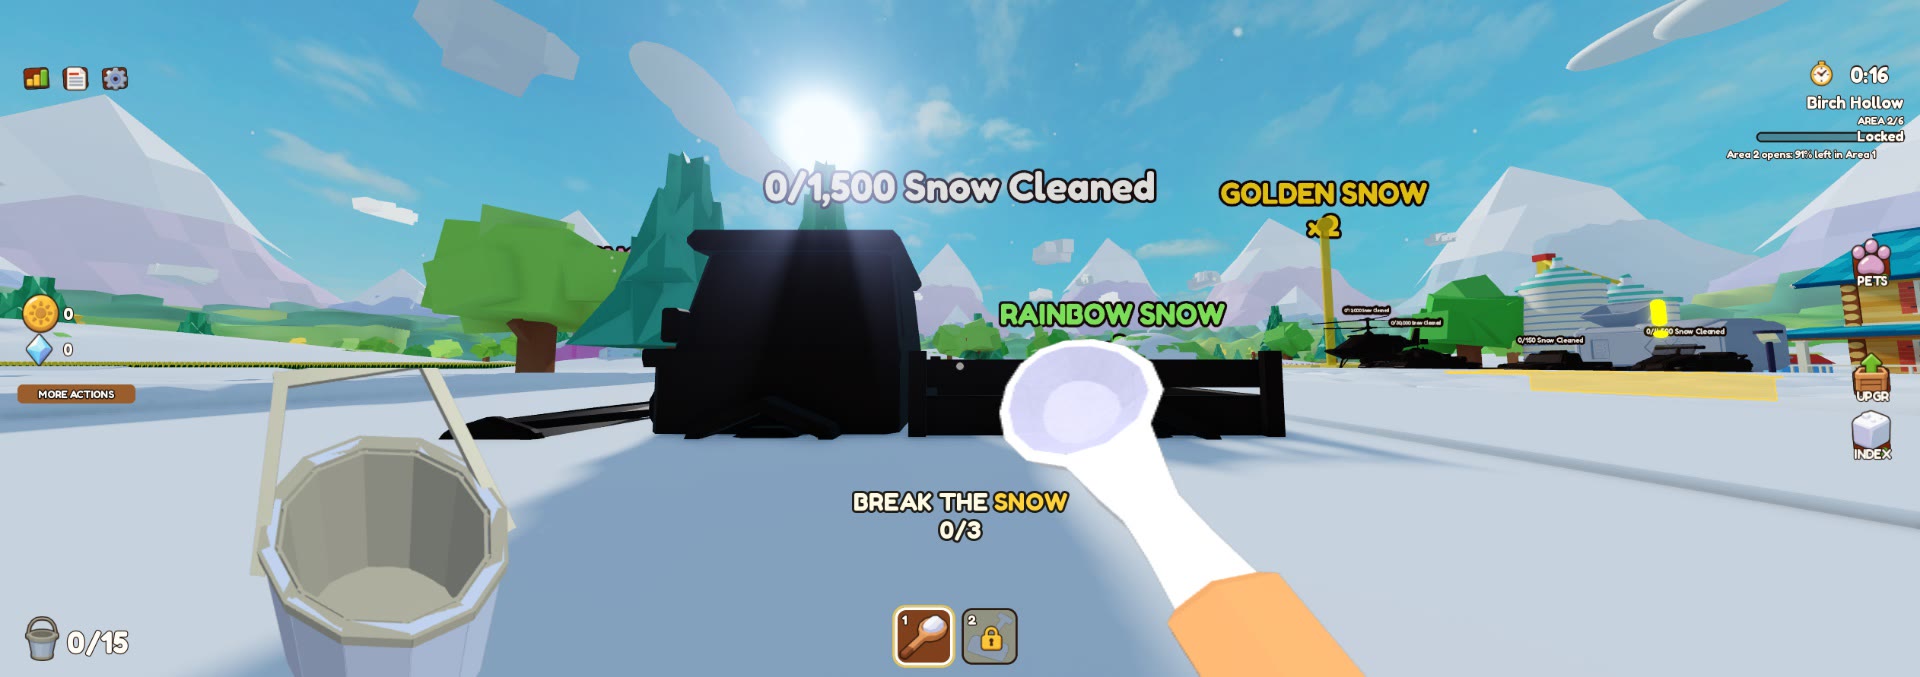 0:16
Birch Hollow
AREA 2/6
Locked
Area 2 opens: 91% left in Area 1
0/1,500 Snow Cleaned
GOLDEN SNOW
x2
RAINBOW SNOW
0/150 Snow Cleaned
PETS
0
0
MORE ACTIONS
UPGR
INDEX
BREAK THE SNOW
0/3
1
2
0/15